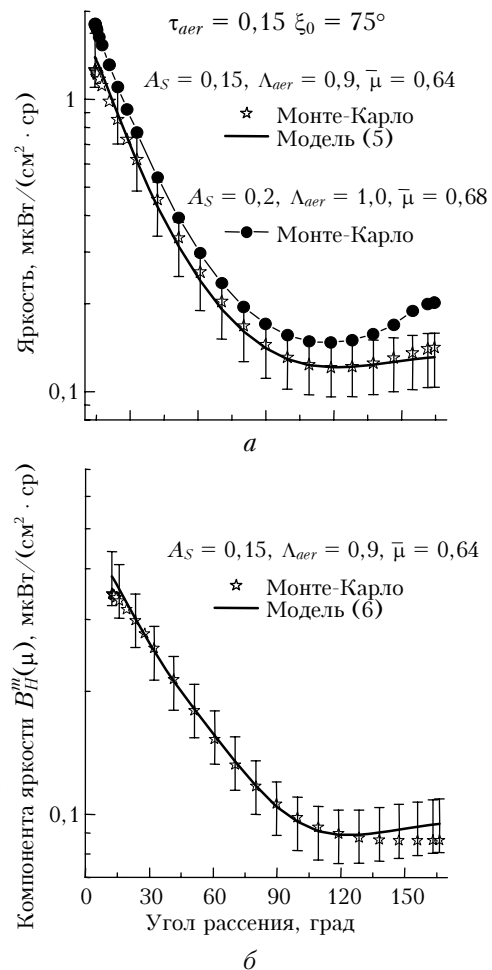 τaer = 0,15 ξ0 = 75°
AS = 0,15, Λaer = 0,9, μ̅ = 0,64
Монте-Карло
Модель (5)
AS = 0,2, Λaer = 1,0, μ̅ = 0,68
Монте-Карло
Яркость, мкВт/(см² · ср)
1
0,1
а
AS = 0,15, Λaer = 0,9, μ̅ = 0,64
Монте-Карло
Модель (6)
Компонента яркости BmH(μ), мкВт/(см² · ср)
0,1
0 30 60 90 120 150
Угол рассения, град
б